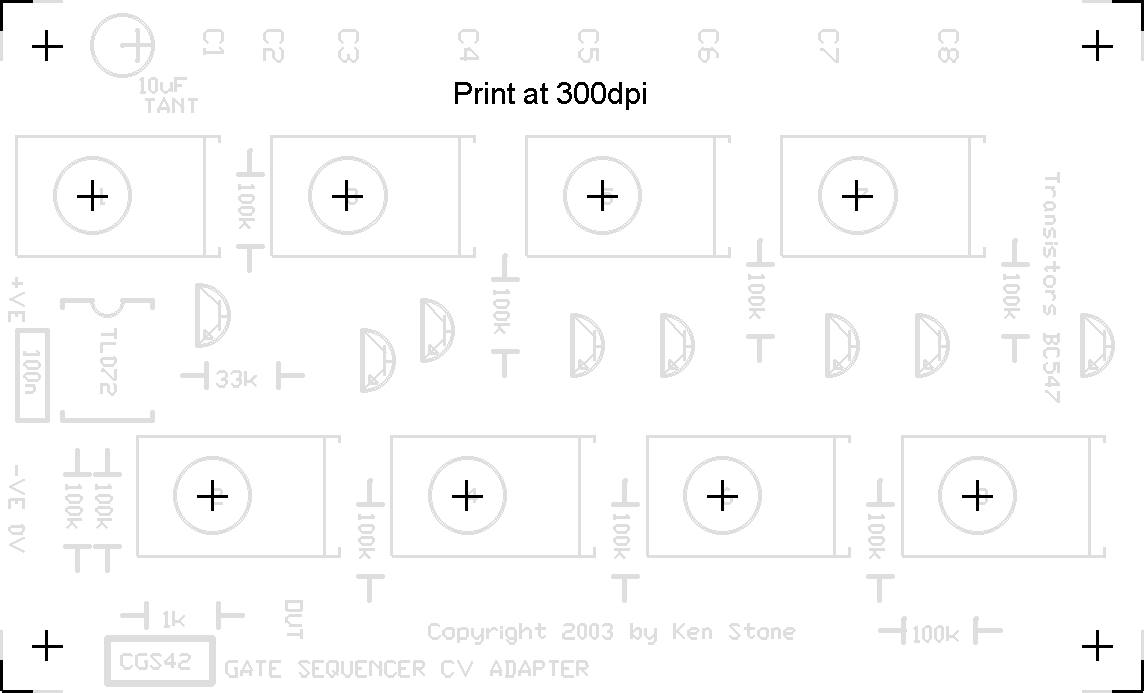 C1 C2 C3 C4 C5 C6 C7 C8
10uF
TANT
Print at 300dpi
100k
100k
100k
100k
Transistors BC547
+VE
100n
TL072
33k
-VE 0V
100k
100k
100k
100k
100k
1k
OUT
Copyright 2003 by Ken Stone
100k
CGS42
GATE SEQUENCER CV ADAPTER